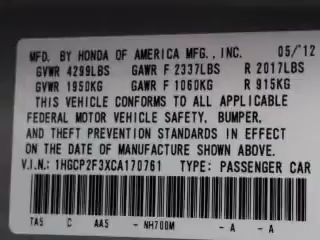 MFD. BY HONDA OF AMERICA MFG., INC. 05/'12
GVWR 4299LBS GAWR F 2337LBS R 2017LBS
GVWR 1950KG GAWR F 1060KG R 915KG
THIS VEHICLE CONFORMS TO ALL APPLICABLE
FEDERAL MOTOR VEHICLE SAFETY, BUMPER,
AND THEFT PREVENTION STANDARDS IN
EFFECT ON THE DATE
OF MANUFACTURE SHOWN ABOVE.
V.I.N.: 1HGCP2F3XCA170761 TYPE: PASSENGER CAR
TA5 C AA5 - NH700M - A - A